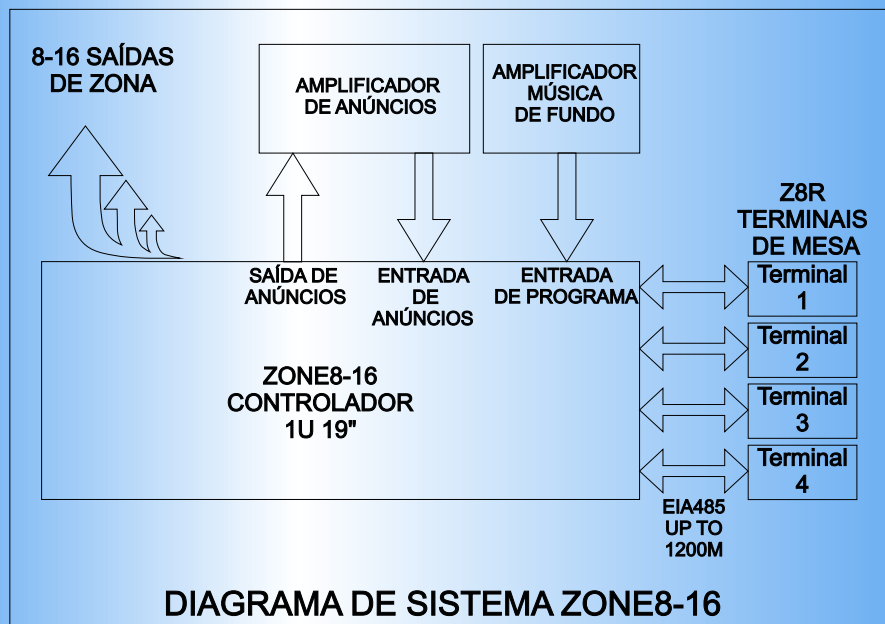 8-16 SAÍDAS
DE ZONA
AMPLIFICADOR
DE ANÚNCIOS
AMPLIFICADOR
MÚSICA
DE FUNDO
Z8R
TERMINAIS
DE MESA
SAÍDA DE
ANÚNCIOS
ENTRADA
DE
ANÚNCIOS
ENTRADA
DE PROGRAMA
Terminal
1
Terminal
2
Terminal
3
Terminal
4
ZONE8-16
CONTROLADOR
1U 19"
EIA485
UP TO
1200M
DIAGRAMA DE SISTEMA ZONE8-16